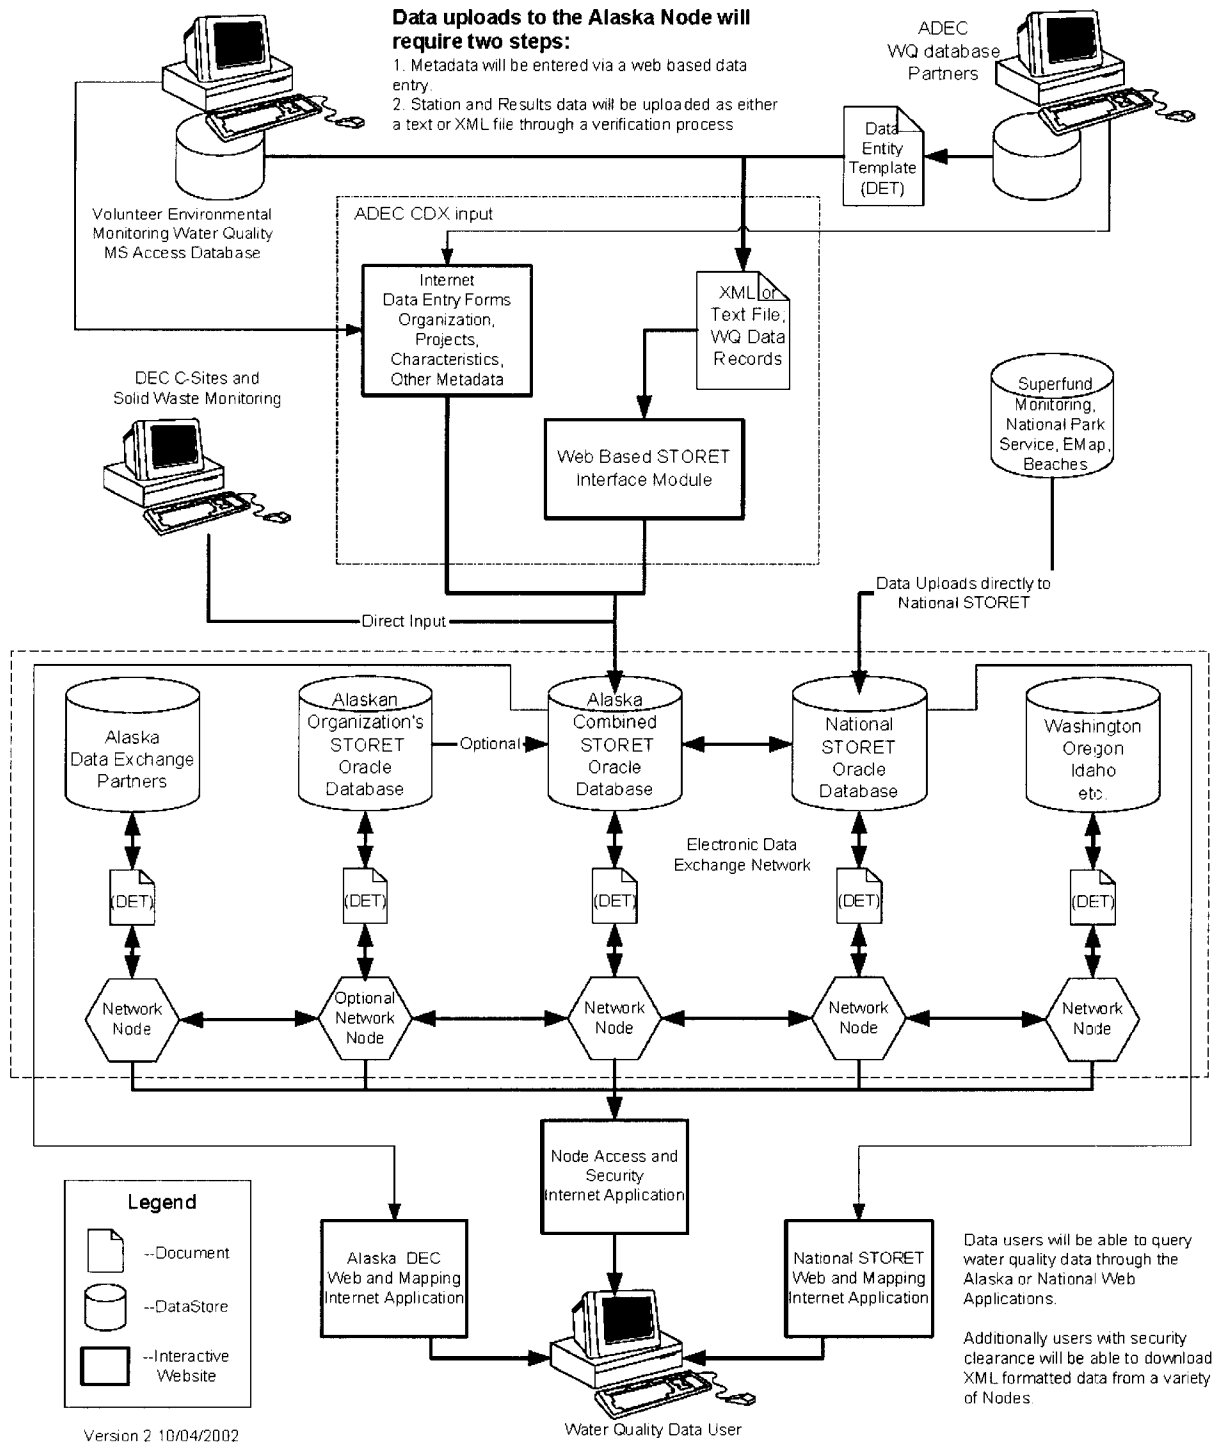 Data uploads to the Alaska Node will
require two steps:
1. Metadata will be entered via a web based data
entry.
2. Station and Results data will be uploaded as either
a text or XML file through a verification process
ADEC
WQ database
Partners
Data
Entity
Template
(DET)
Volunteer Environmental
Monitoring Water Quality
MS Access Database
ADEC CDX input
Internet
Data Entry Forms
Organization,
Projects,
Characteristics,
Other Metadata
XML or
Text File;
WQ Data
Records
DEC C-Sites and
Solid Waste Monitoring
Superfund
Monitoring,
National Park
Service, EMap,
Beaches
Web Based STORET
Interface Module
Data Uploads directly to
National STORET
Direct Input
Alaska
Data Exchange
Partners
Alaskan
Organization's
STORET
Oracle
Database
Optional
Alaska
Combined
STORET
Oracle
Database
National
STORET
Oracle
Database
Washington
Oregon
Idaho
etc.
Electronic Data
Exchange Network
(DET)
(DET)
(DET)
(DET)
(DET)
Network
Node
Optional
Network
Node
Network
Node
Network
Node
Network
Node
Node Access and
Security
Internet Application
Legend
--Document
--DataStore
--Interactive
Website
Alaska DEC
Web and Mapping
Internet Application
National STORET
Web and Mapping
Internet Application
Data users will be able to query
water quality data through the
Alaska or National Web
Applications.
Additionally users with security
clearance will be able to download
XML formatted data from a variety
of Nodes.
Water Quality Data User
Version 2 10/04/2002